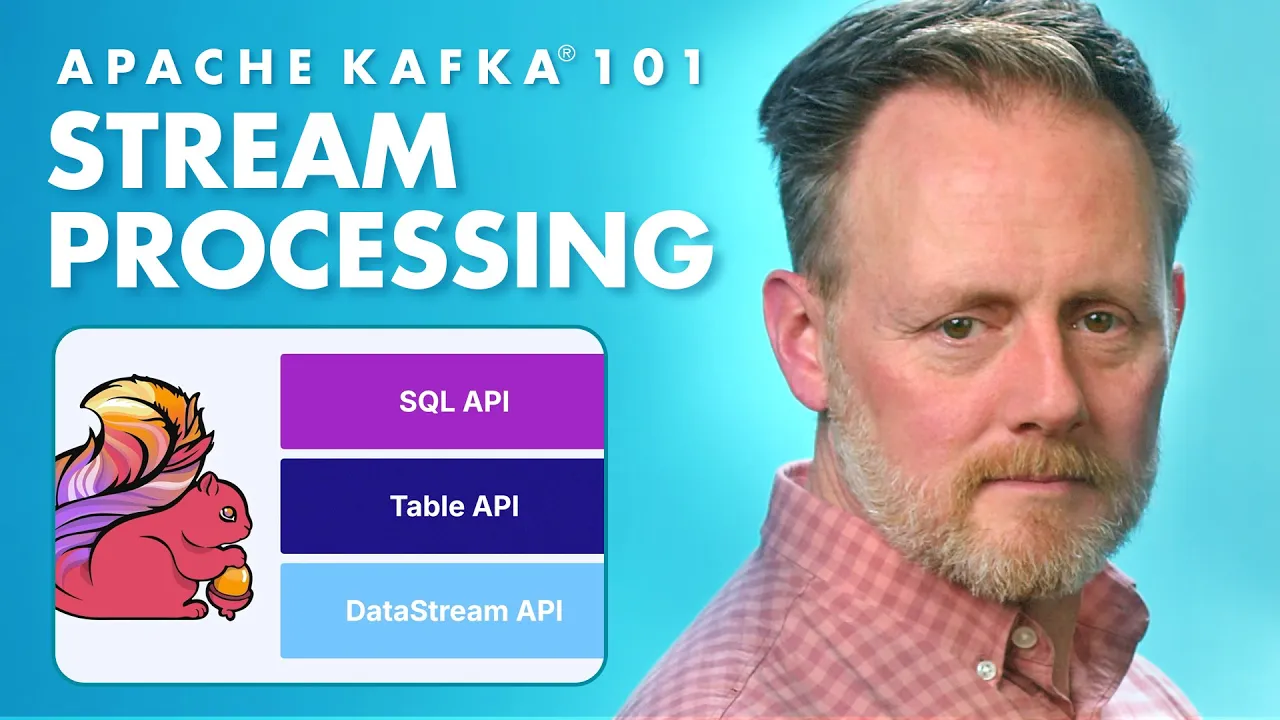 APACHE KAFKA® 101
STREAM
PROCESSING
SQL API
Table API
DataStream API